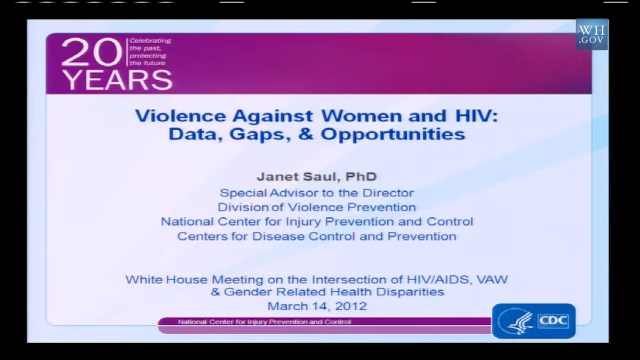 WH
.GOV
20
YEARS
Celebrating
the past,
protecting
the future
Violence Against Women and HIV:
Data, Gaps, & Opportunities
Janet Saul, PhD
Special Advisor to the Director
Division of Violence Prevention
National Center for Injury Prevention and Control
Centers for Disease Control and Prevention
White House Meeting on the Intersection of HIV/AIDS, VAW
& Gender Related Health Disparities
March 14, 2012
National Center for Injury Prevention and Control
CDC